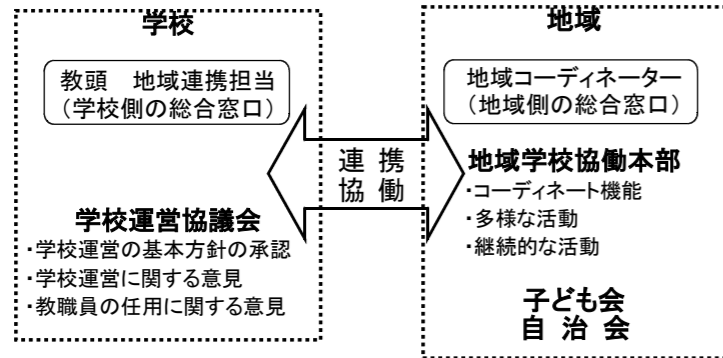 学校
教頭　地域連携担当
（学校側の総合窓口）
学校運営協議会
・学校運営の基本方針の承認
・学校運営に関する意見
・教職員の任用に関する意見
連 携
協 働
地域
地域コーディネーター
（地域側の総合窓口）
地域学校協働本部
・コーディネート機能
・多様な活動
・継続的な活動
子ども会
自 治 会